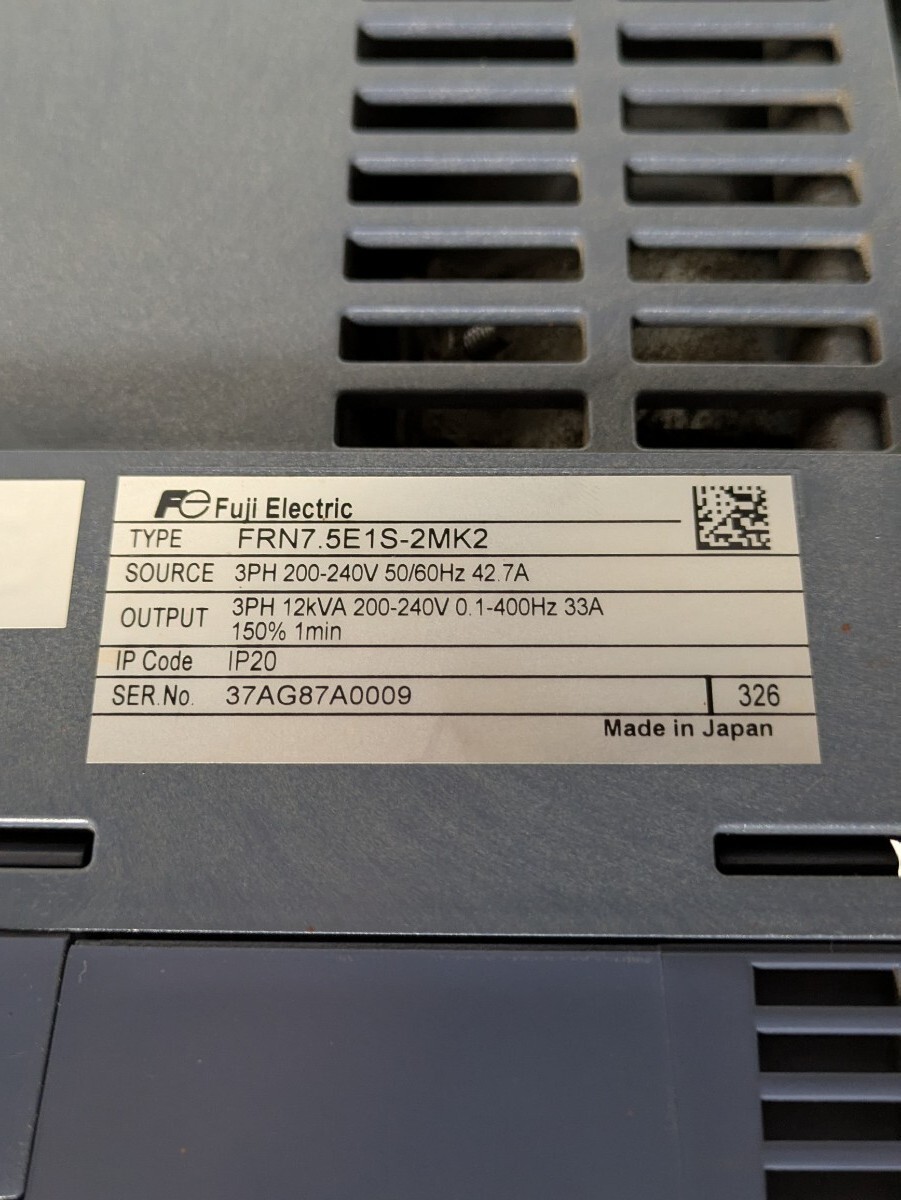 Fe Fuji Electric
TYPE FRN7.5E1S-2MK2
SOURCE 3PH 200-240V 50/60Hz 42.7A
OUTPUT 3PH 12kVA 200-240V 0.1-400Hz 33A
150% 1min
IP Code IP20
SER.No. 37AG87A0009 326
Made in Japan